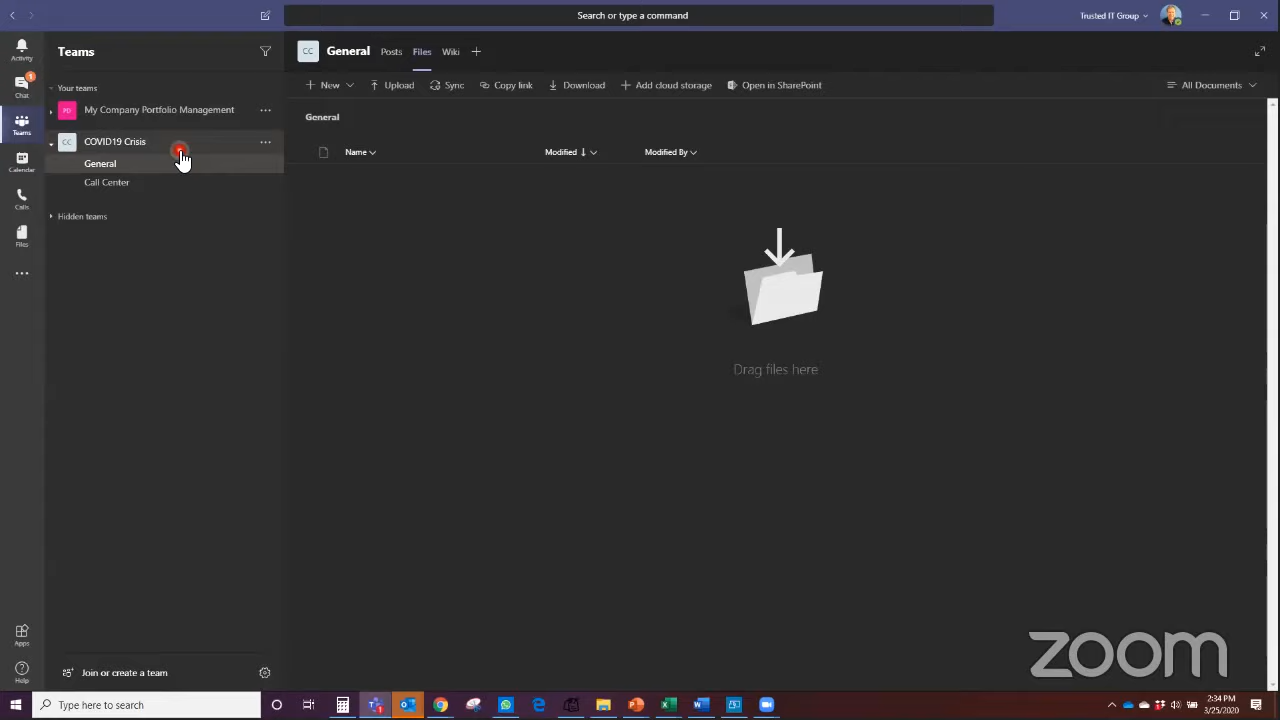 Search or type a command
Trusted IT Group
Activity
Chat
1
Teams
Calendar
Calls
Files
Apps
Help
Teams
Your teams
PD
My Company Portfolio Management
CC
COVID19 Crisis
General
Call Center
Hidden teams
Join or create a team
CC
General
Posts
Files
Wiki
New
Upload
Sync
Copy link
Download
Add cloud storage
Open in SharePoint
All Documents
General
Name
Modified
Modified By
Drag files here
zoom
Type here to search
2:34 PM
3/25/2020